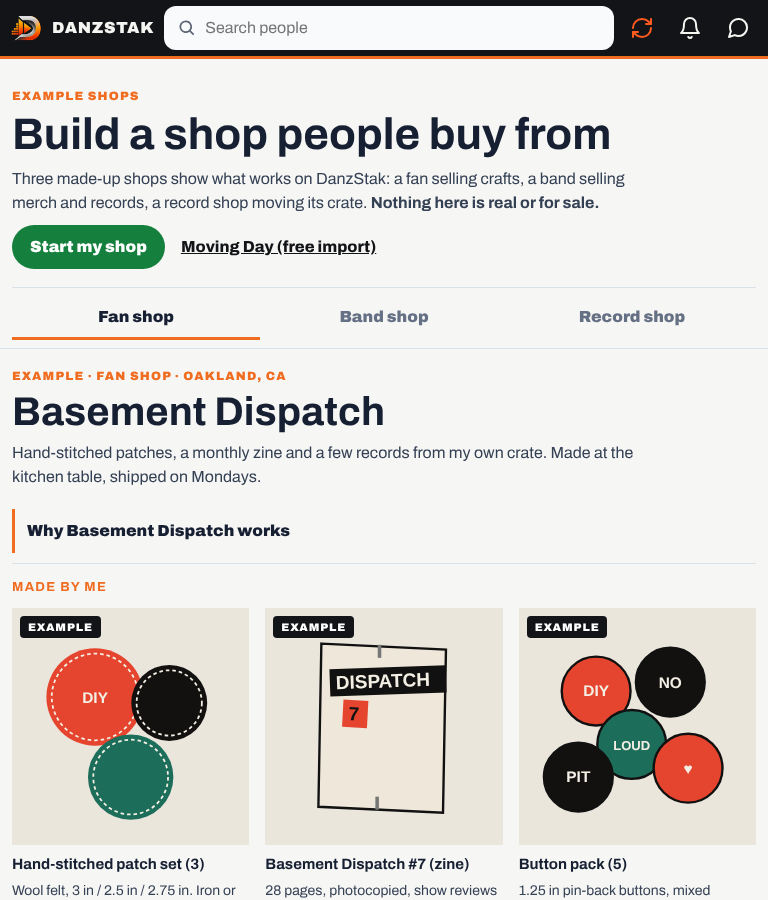 DANZSTAK
Search people
EXAMPLE SHOPS
Build a shop people buy from
Three made-up shops show what works on DanzStak: a fan selling crafts, a band selling
merch and records, a record shop moving its crate. Nothing here is real or for sale.
Start my shop
Moving Day (free import)
Fan shop
Band shop
Record shop
EXAMPLE · FAN SHOP · OAKLAND, CA
Basement Dispatch
Hand-stitched patches, a monthly zine and a few records from my own crate. Made at the
kitchen table, shipped on Mondays.
Why Basement Dispatch works
MADE BY ME
EXAMPLE
DIY
EXAMPLE
DISPATCH
7
EXAMPLE
DIY
NO
LOUD
PIT
♥
Hand-stitched patch set (3)
Wool felt, 3 in / 2.5 in / 2.75 in. Iron or
Basement Dispatch #7 (zine)
28 pages, photocopied, show reviews
Button pack (5)
1.25 in pin-back buttons, mixed